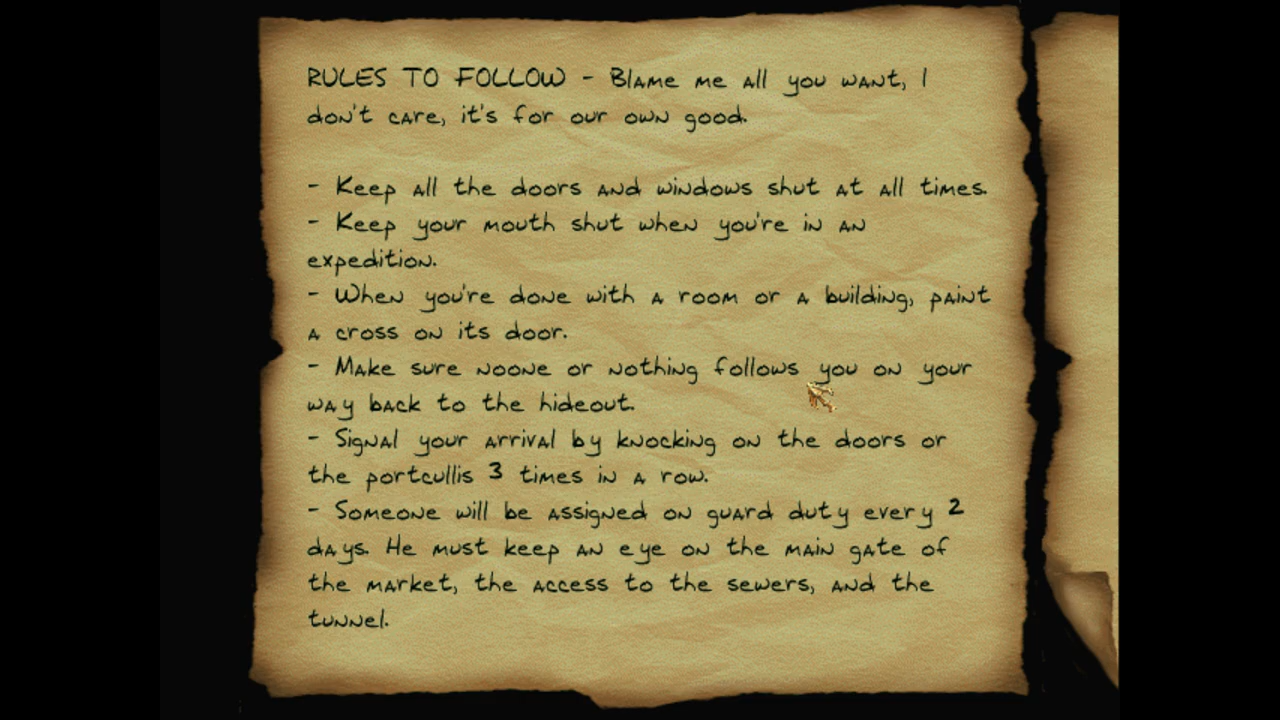 RULES TO FOLLOW - Blame me all you want, I
don't care, it's for our own good.
- Keep all the doors and windows shut at all times.
- Keep your mouth shut when you're in an
expedition.
- When you're done with a room or a building, paint
a cross on its door.
- Make sure noone or nothing follows you on your
way back to the hideout.
- Signal your arrival by knocking on the doors or
the portcullis 3 times in a row.
- Someone will be assigned on guard duty every 2
days. He must keep an eye on the main gate of
the market, the access to the sewers, and the
tunnel.